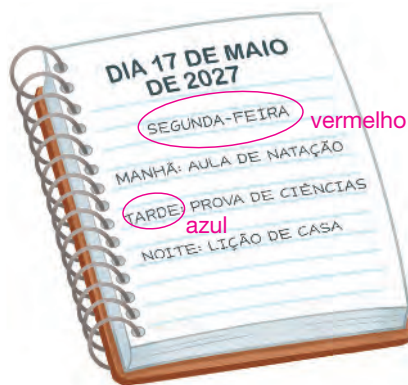 DIA 17 DE MAIO
DE 2027
SEGUNDA-FEIRA
vermelho
MANHÃ: AULA DE NATAÇÃO
TARDE: PROVA DE CIÊNCIAS
azul
NOITE: LIÇÃO DE CASA